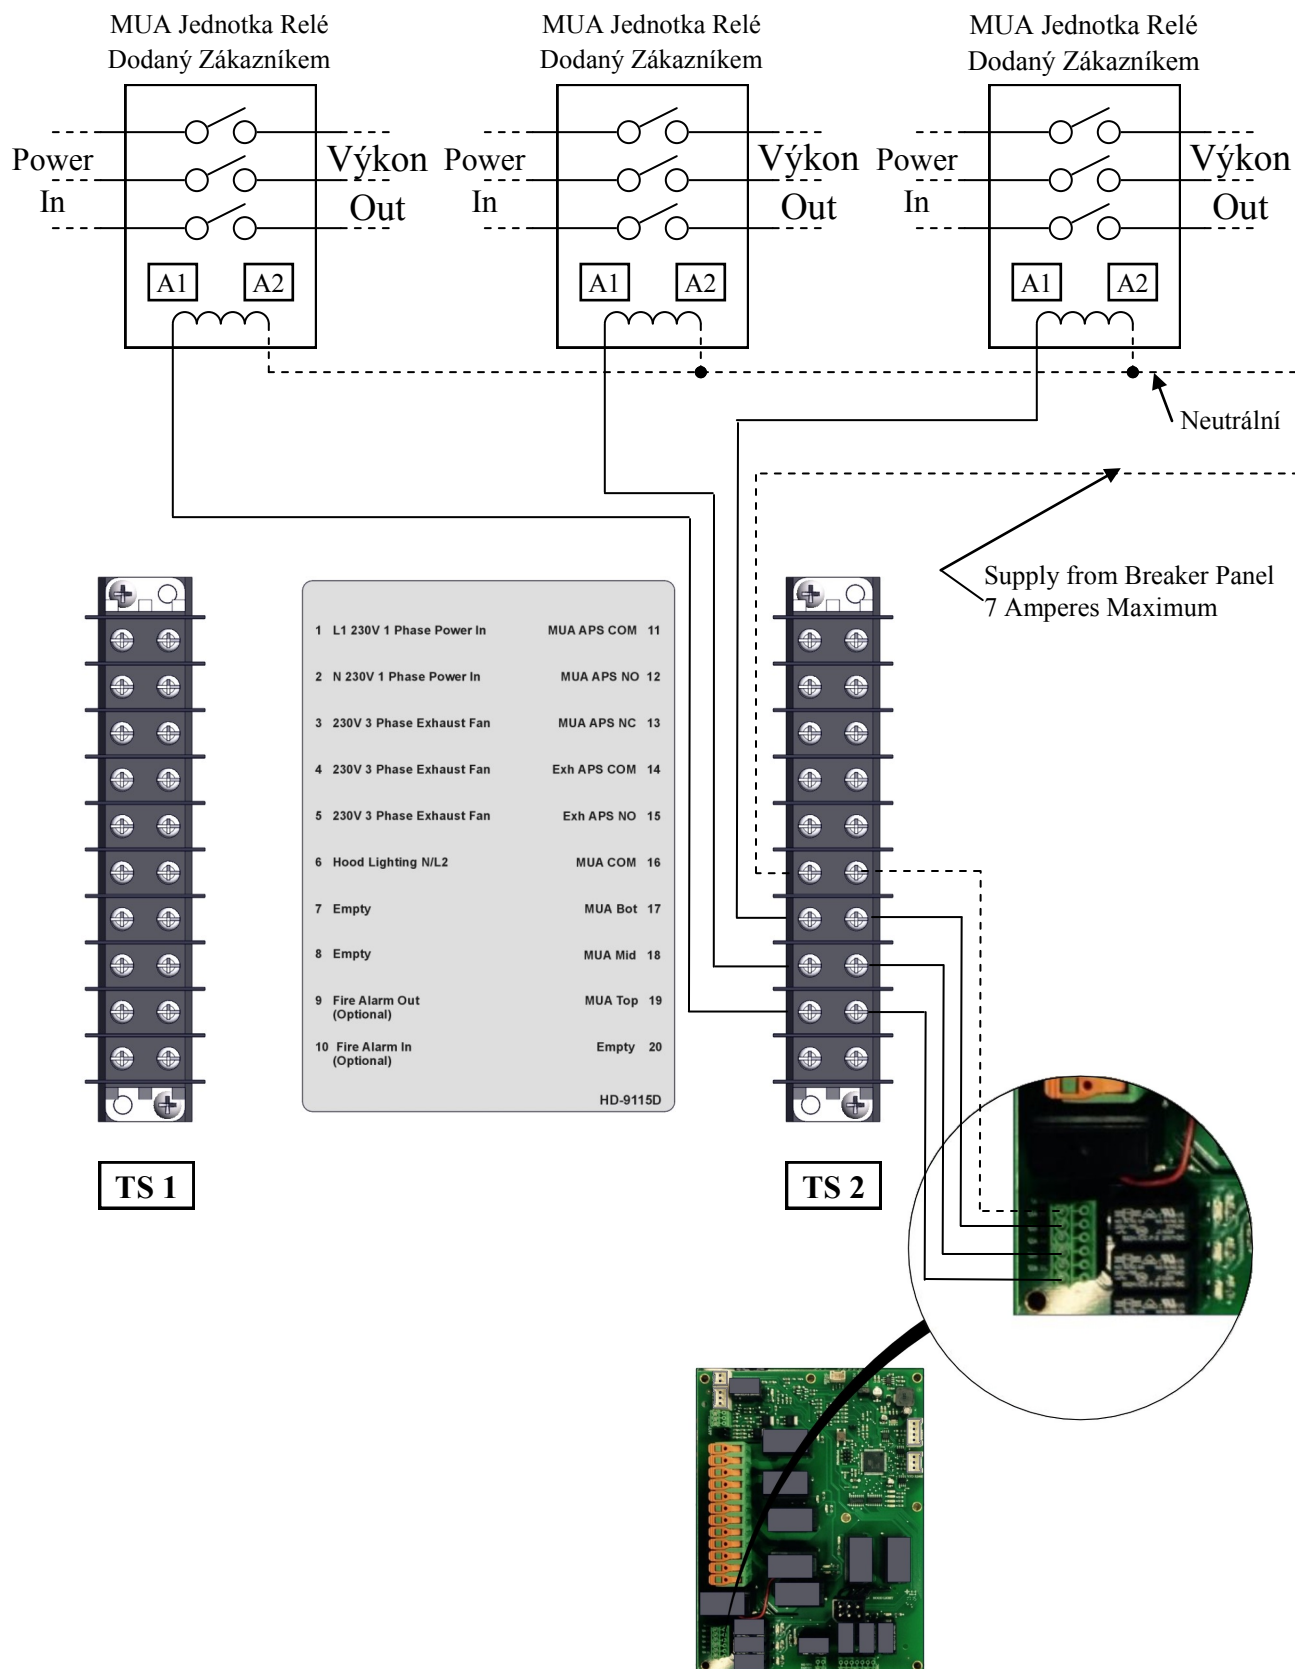 MUA Jednotka Relé
Dodaný Zákazníkem
MUA Jednotka Relé
Dodaný Zákazníkem
MUA Jednotka Relé
Dodaný Zákazníkem
Power
In
Výkon
Out
Power
In
Výkon
Out
Power
In
Výkon
Out
A1
A2
A1
A2
A1
A2
Neutrální
Supply from Breaker Panel
7 Amperes Maximum
1 L1 230V 1 Phase Power In
MUA APS COM 11
2 N 230V 1 Phase Power In
MUA APS NO 12
3 230V 3 Phase Exhaust Fan
MUA APS NC 13
4 230V 3 Phase Exhaust Fan
Exh APS COM 14
5 230V 3 Phase Exhaust Fan
Exh APS NO 15
6 Hood Lighting N/L2
MUA COM 16
7 Empty
MUA Bot 17
8 Empty
MUA Mid 18
9 Fire Alarm Out
(Optional)
MUA Top 19
10 Fire Alarm In
(Optional)
Empty 20
HD-9115D
TS 1
TS 2